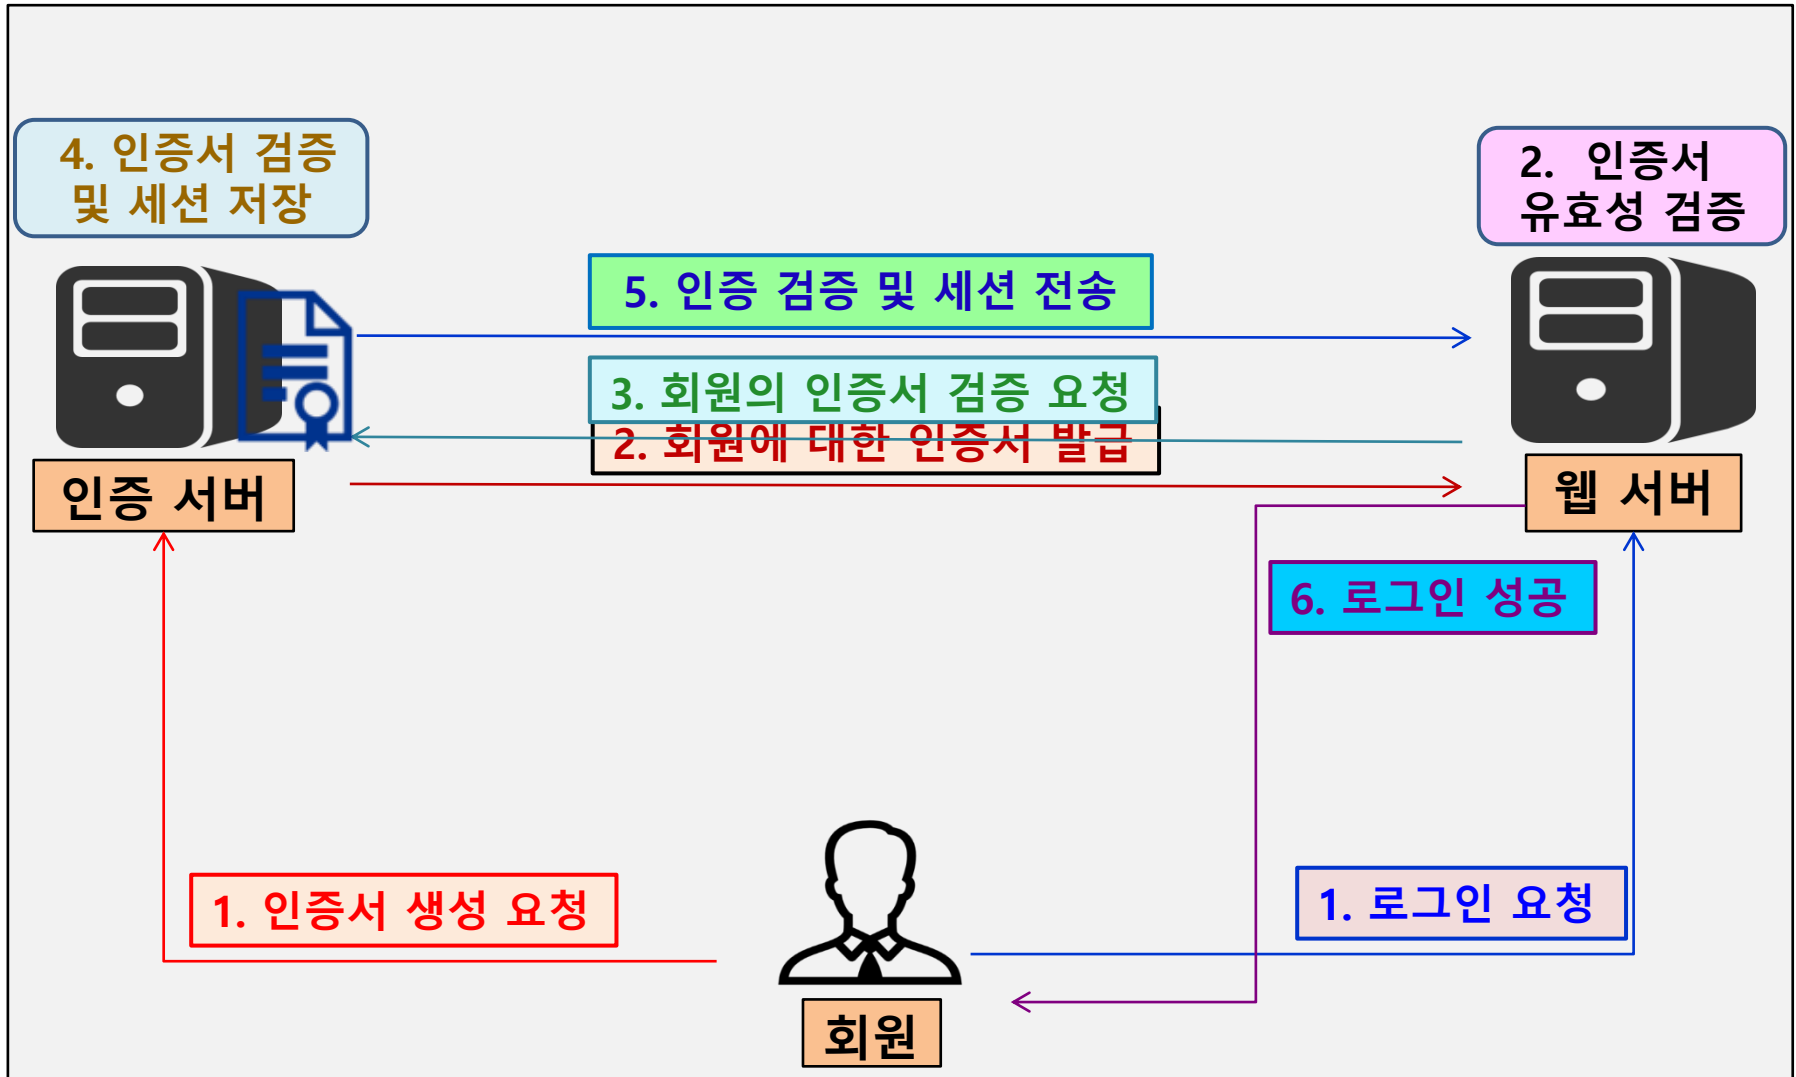 4. 인증서 검증
및 세션 저장
2. 인증서
유효성 검증
5. 인증 검증 및 세션 전송
3. 회원의 인증서 검증 요청
2. 회원에 대한 인증서 발급
인증 서버
웹 서버
6. 로그인 성공
1. 인증서 생성 요청
1. 로그인 요청
회원